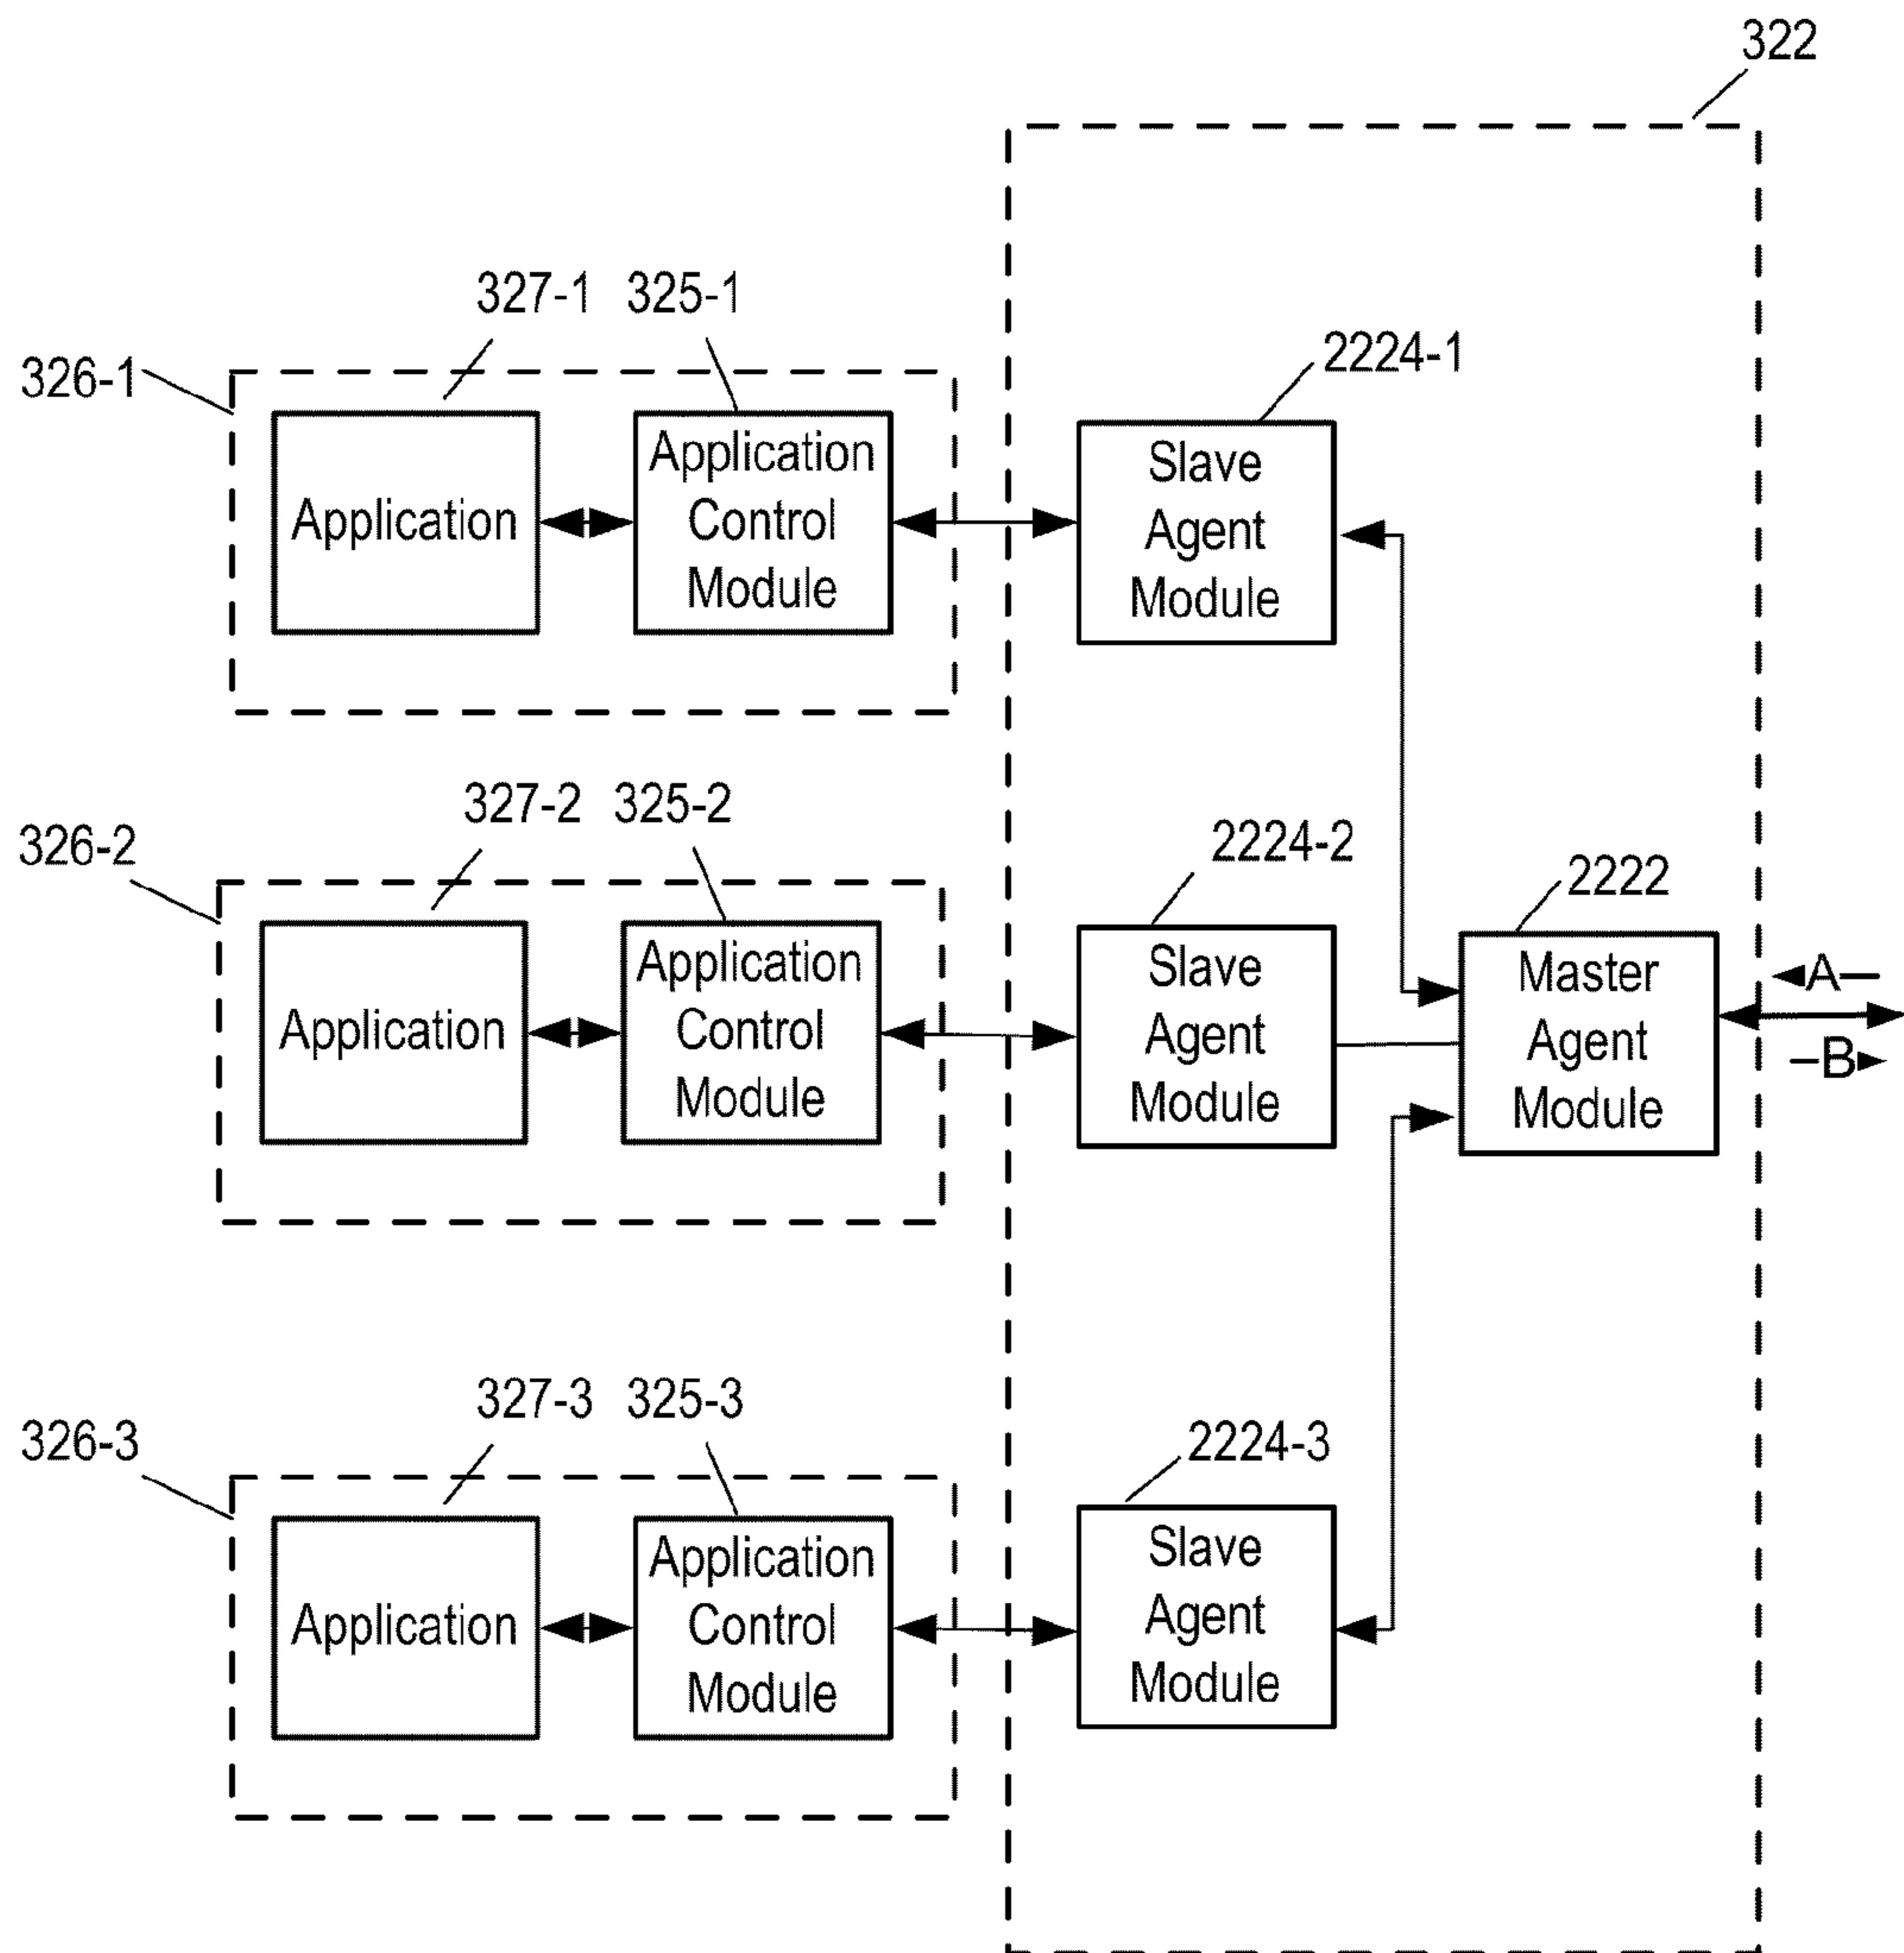 322
327-1 325-1
326-1
2224-1
Application
Application
Control
Module
Slave
Agent
Module
327-2 325-2
326-2
2224-2
2222
Application
Application
Control
Module
Slave
Agent
Module
Master
Agent
Module
A
B
327-3 325-3
326-3
2224-3
Application
Application
Control
Module
Slave
Agent
Module